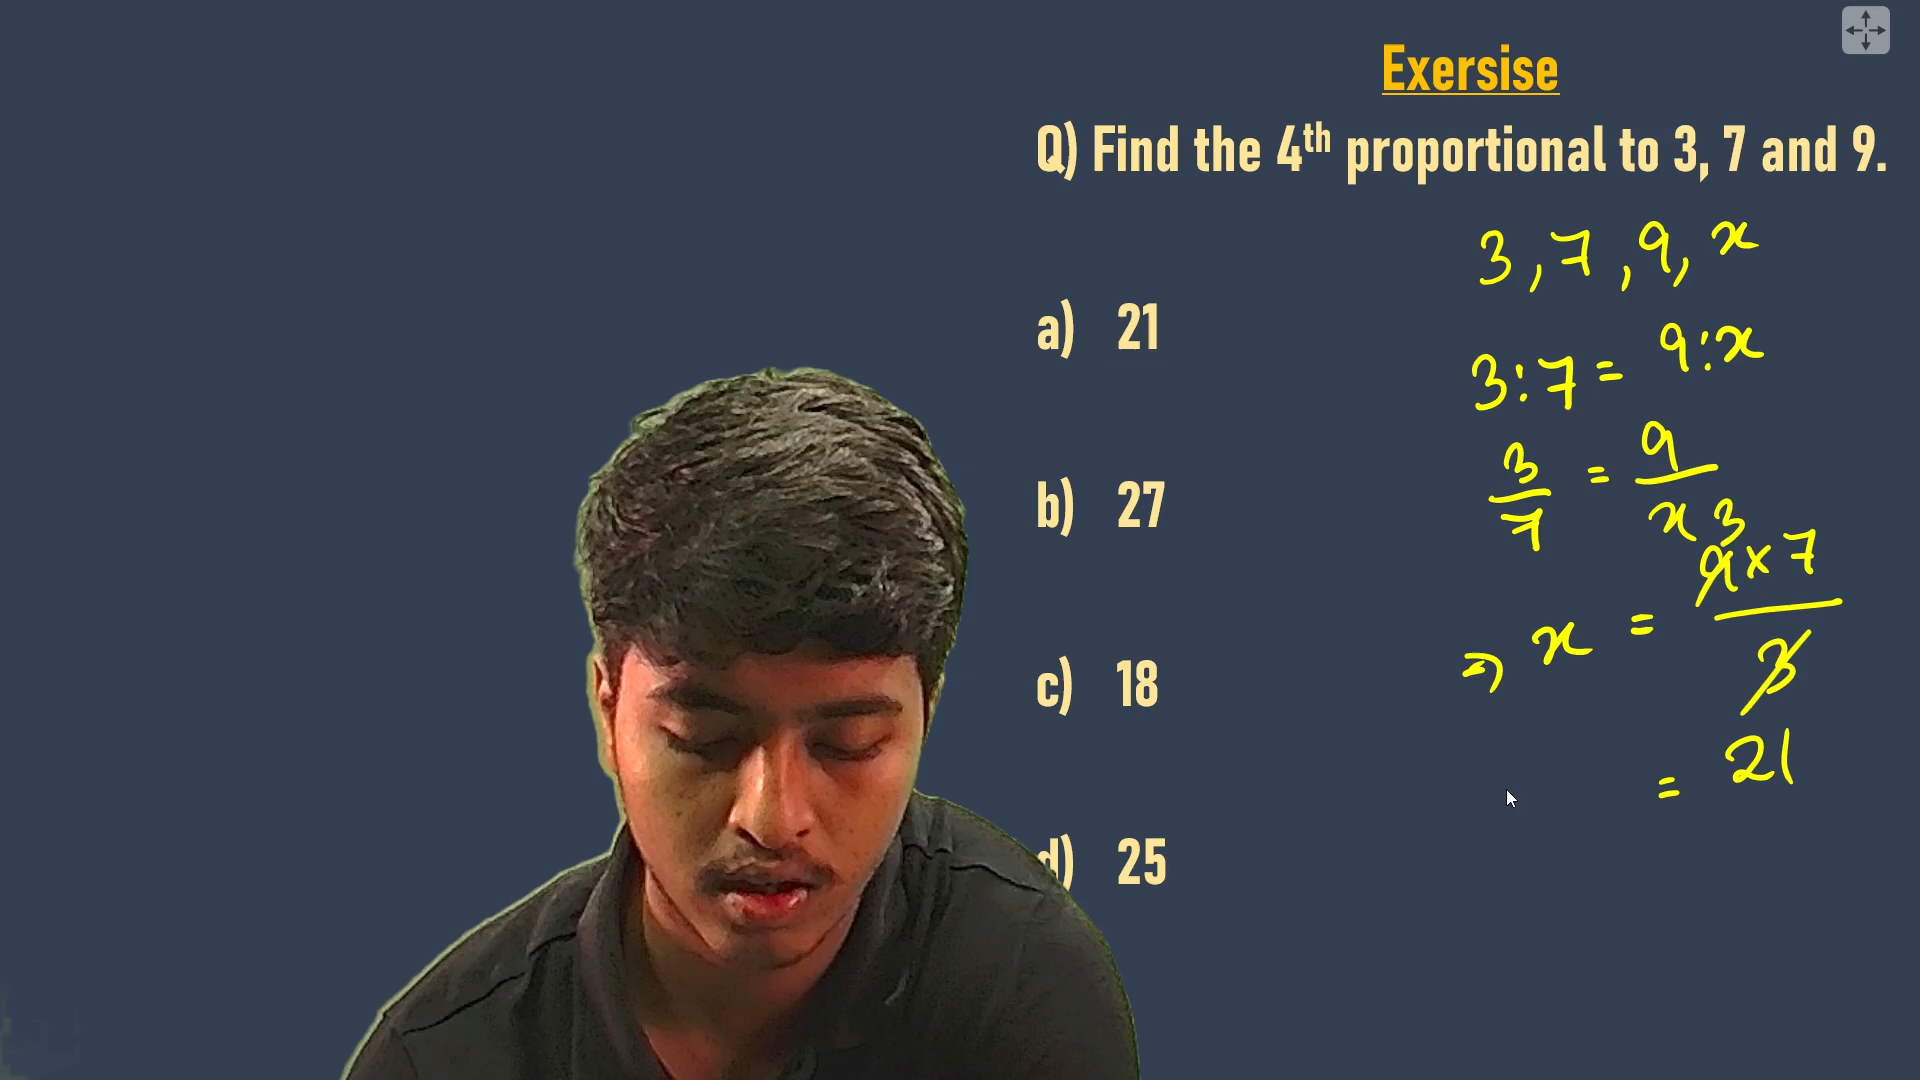 Exersise
Q) Find the 4th proportional to 3, 7 and 9.
3, 7, 9, x
a) 21
3:7 = 9:x
3/7 = 9/x
b) 27
3
⇒ x = 9×7/3
c) 18
= 21
d) 25